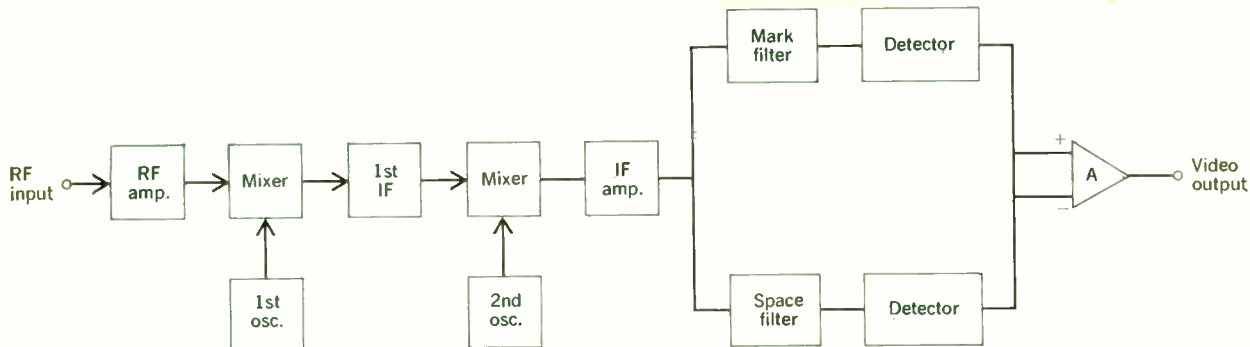 Mark
filter
Detector
RF
input
RF
amp.
Mixer
1st
IF
Mixer
IF
amp.
+
A
−
Video
output
1st
osc.
2nd
osc.
Space
filter
Detector